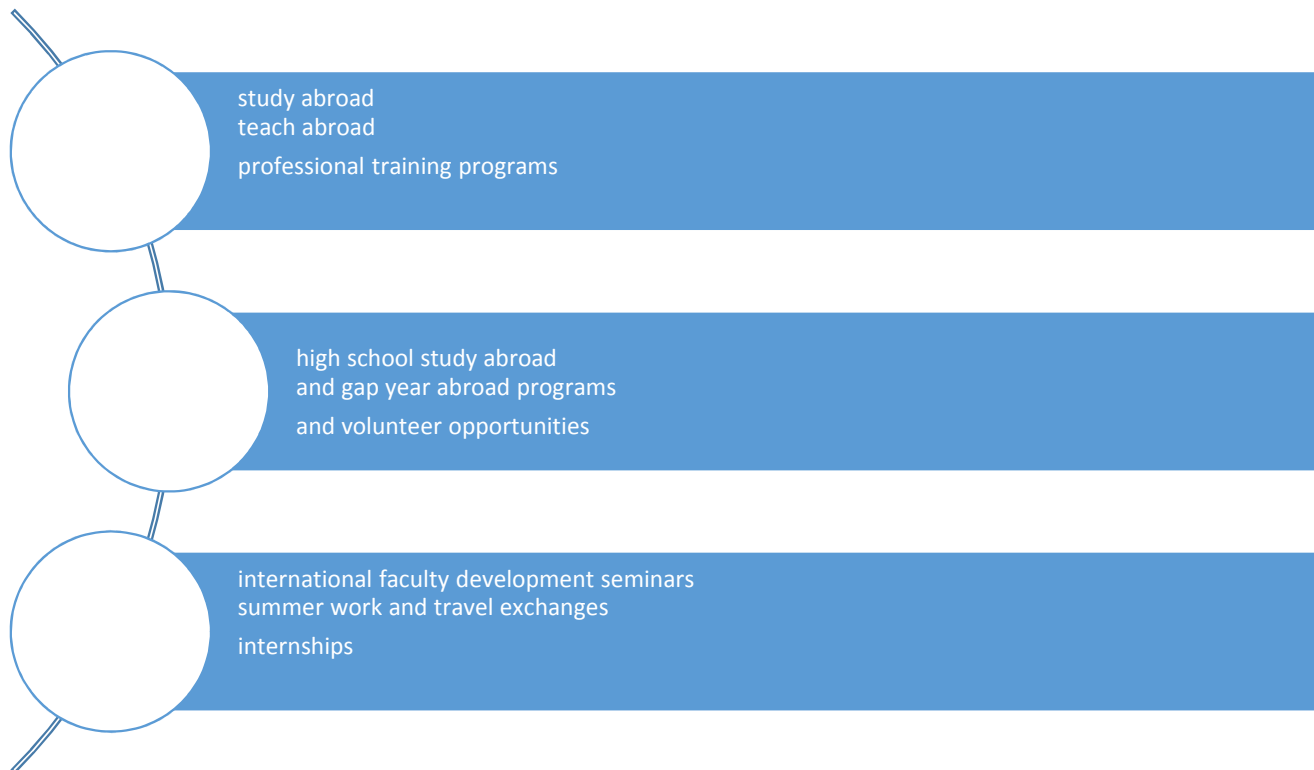 study abroad
teach abroad
professional training programs
high school study abroad
and gap year abroad programs
and volunteer opportunities
international faculty development seminars
summer work and travel exchanges
internships